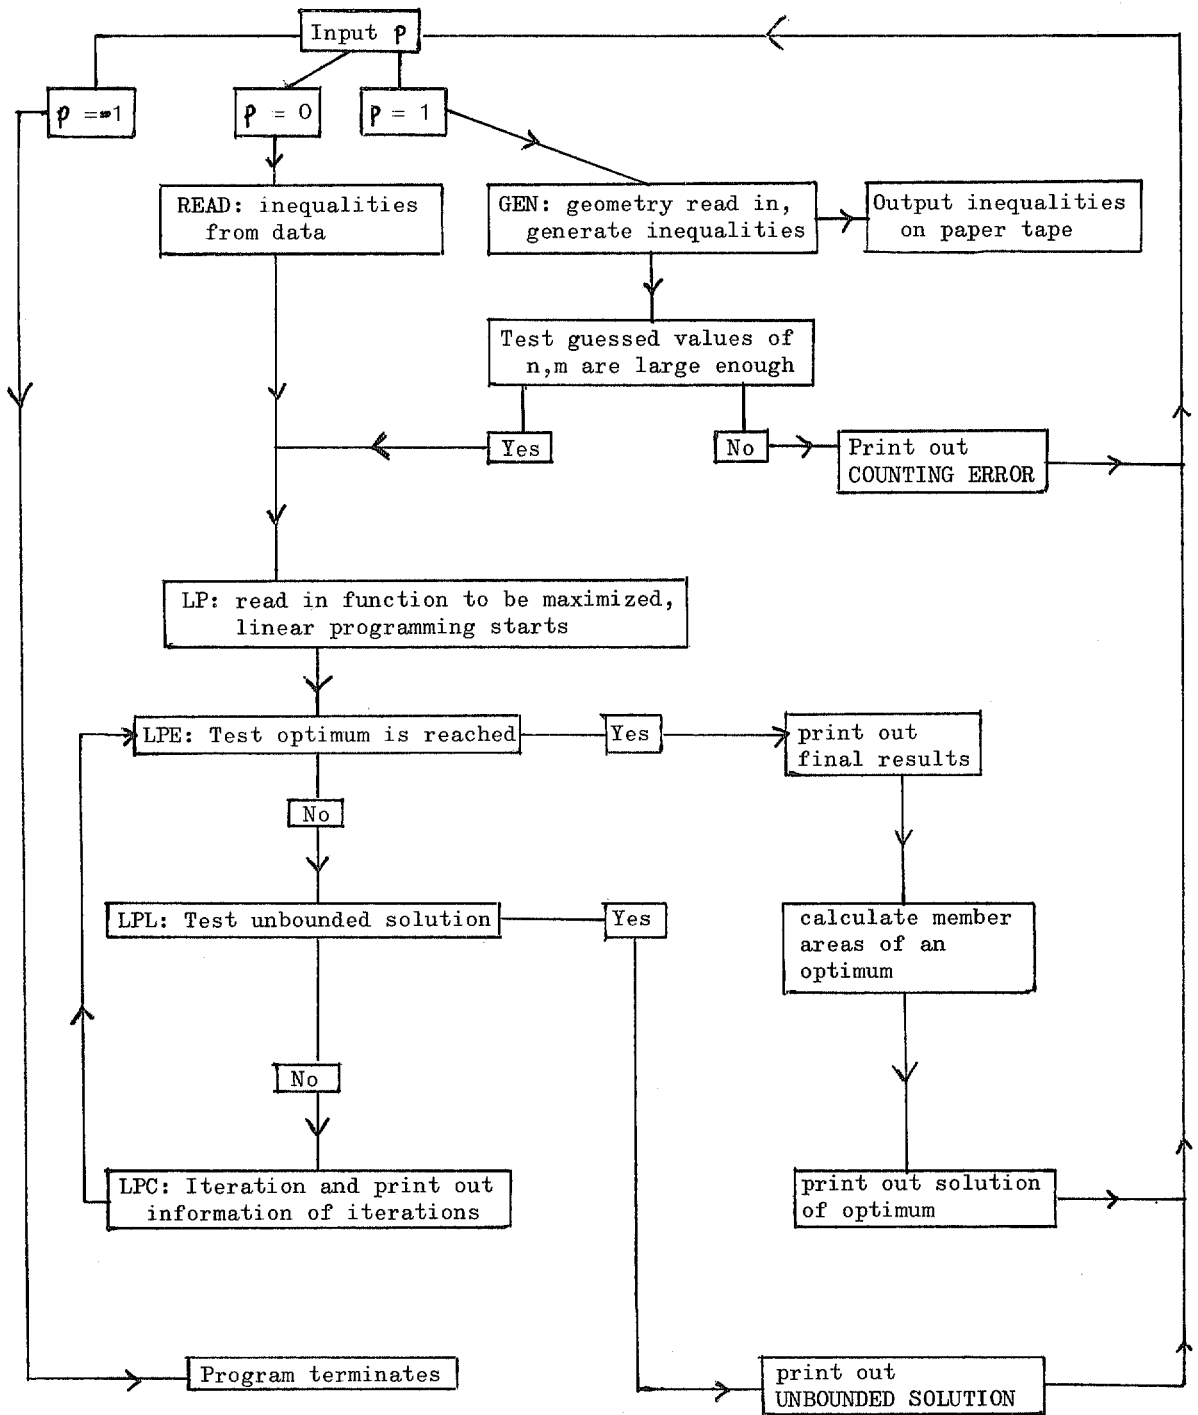 Input p
p = -1
p = 0
p = 1
READ: inequalities
from data
GEN: geometry read in,
generate inequalities
Output inequalities
on paper tape
Test guessed values of
n,m are large enough
Yes
No
Print out
COUNTING ERROR
LP: read in function to be maximized,
linear programming starts
LPE: Test optimum is reached
Yes
print out
final results
No
LPL: Test unbounded solution
Yes
calculate member
areas of an
optimum
No
LPC: Iteration and print out
information of iterations
print out solution
of optimum
Program terminates
print out
UNBOUNDED SOLUTION